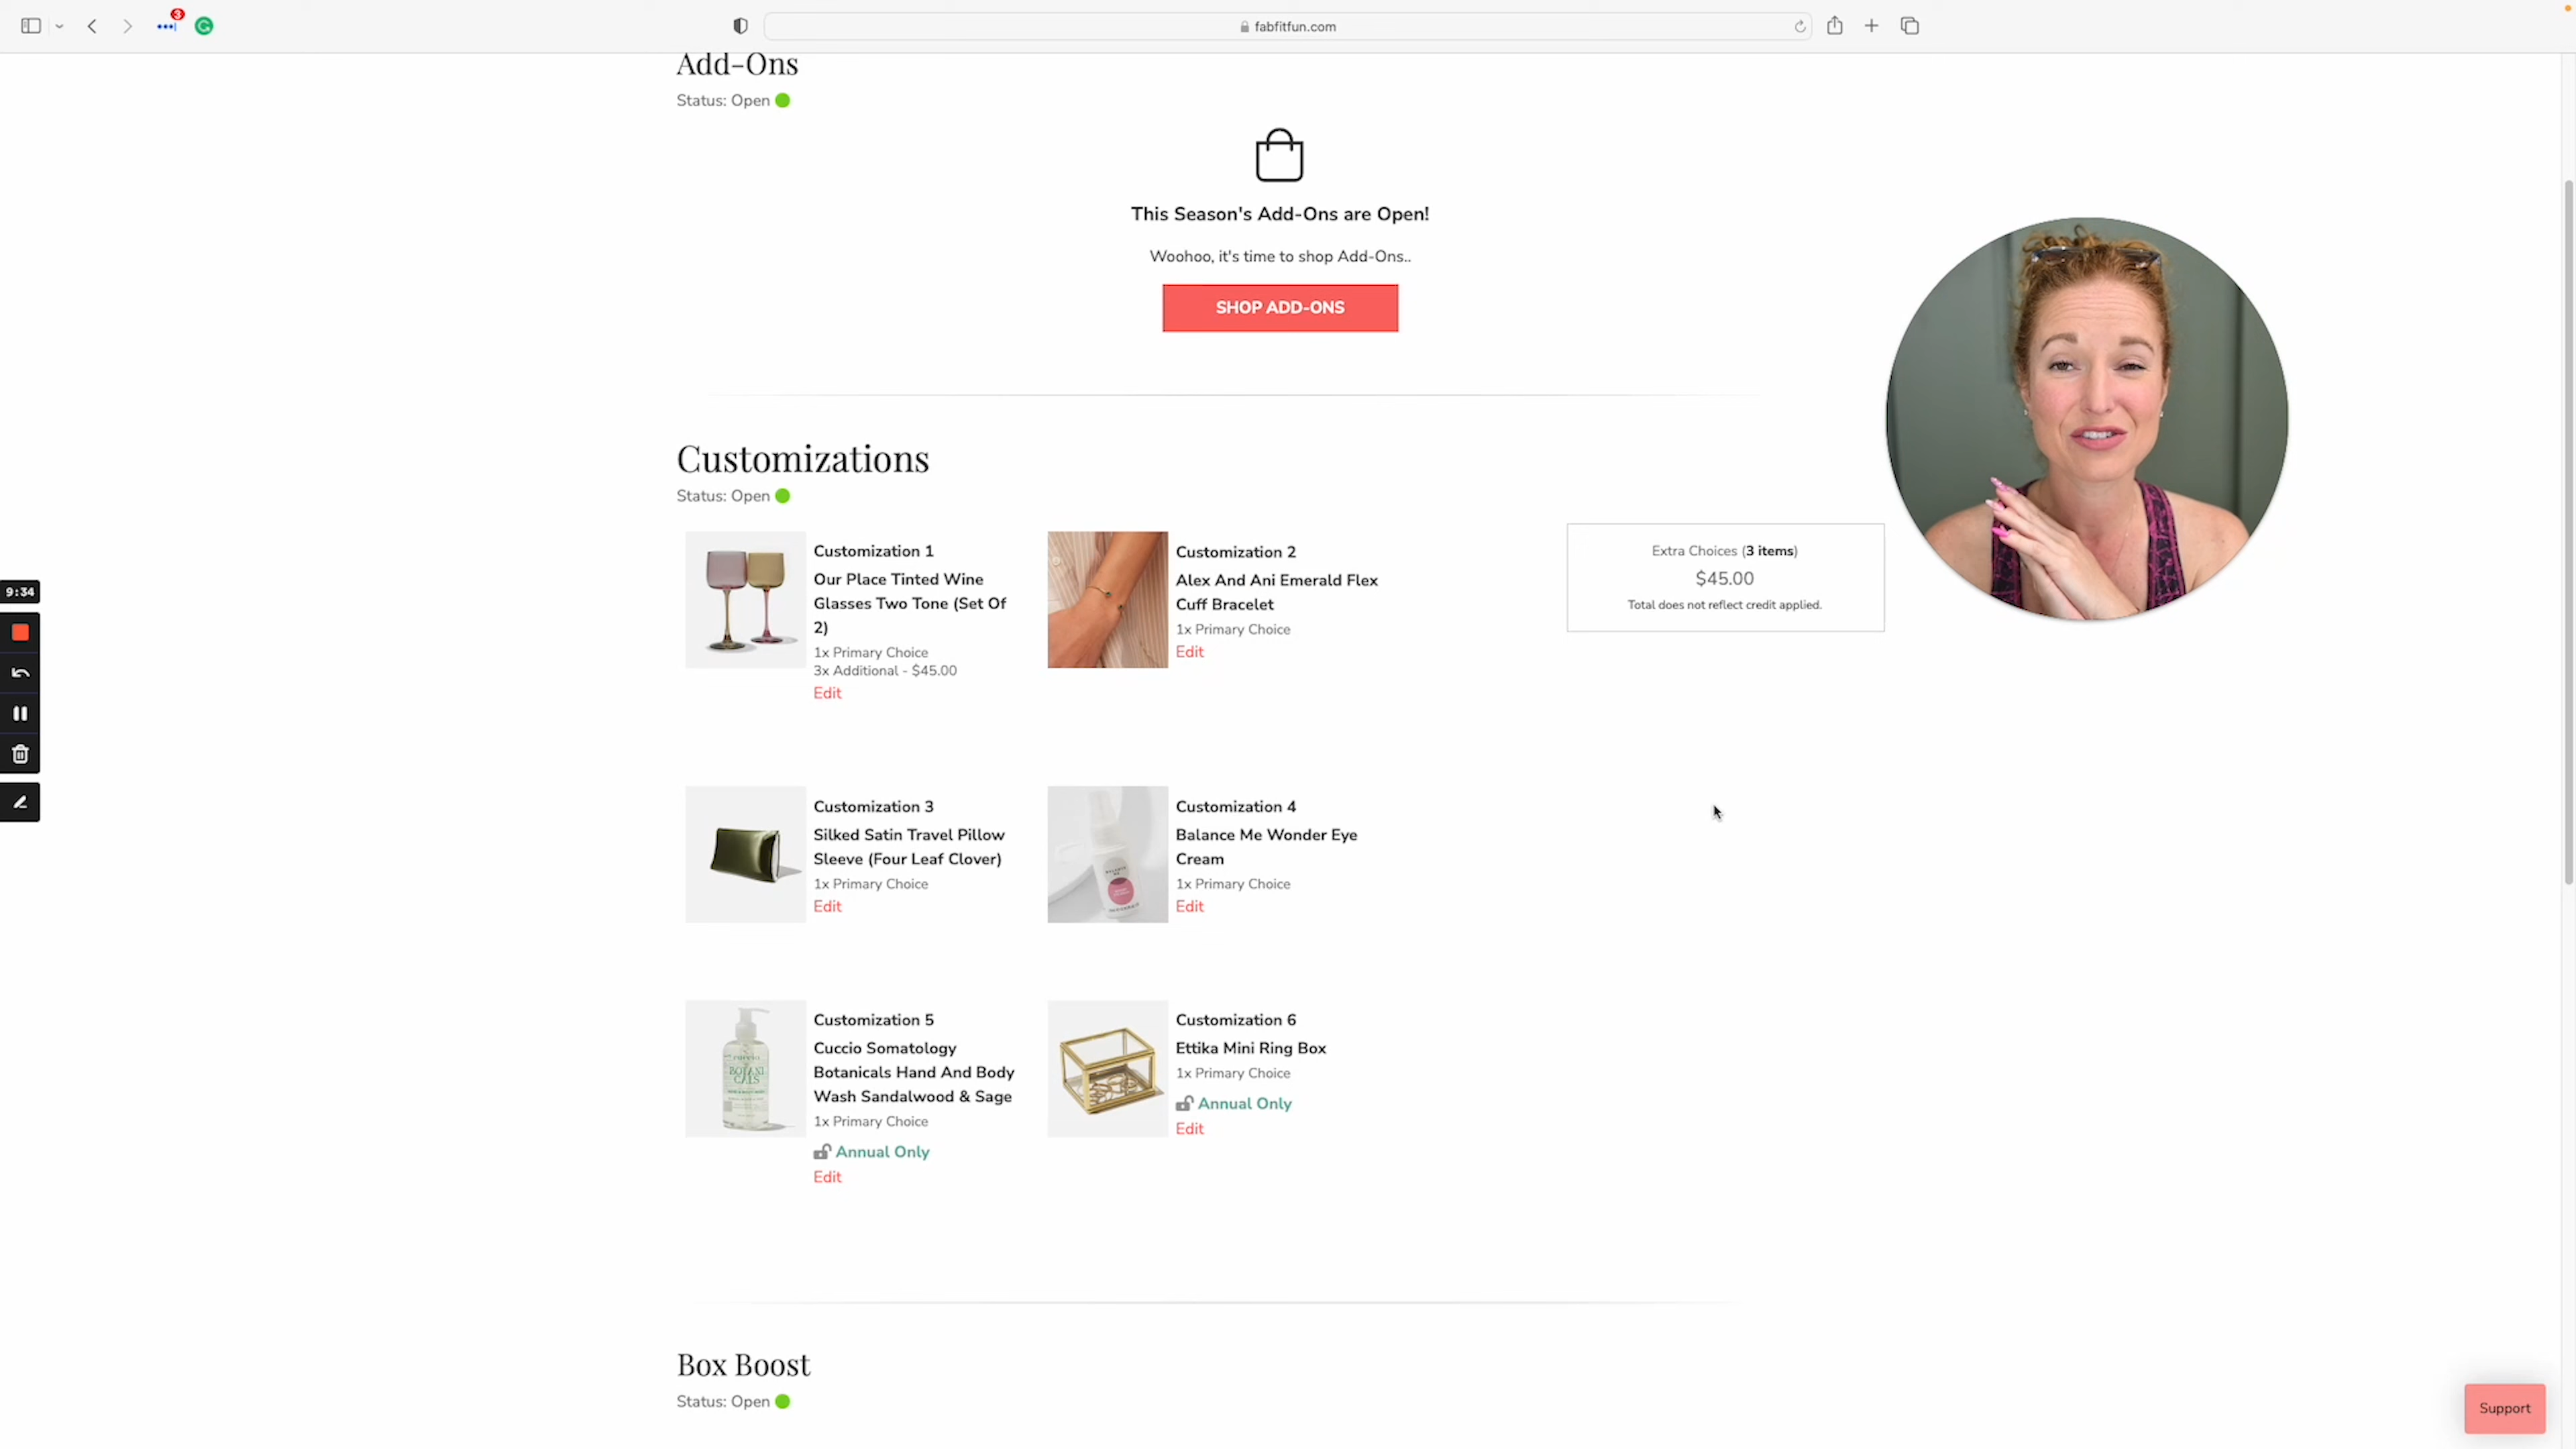 3
fabfitfun.com
Add-Ons
Status: Open
This Season's Add-Ons are Open!
Woohoo, it's time to shop Add-Ons..
SHOP ADD-ONS
Customizations
Status: Open
Customization 1
Our Place Tinted Wine
Glasses Two Tone (Set Of
2)
1x Primary Choice
3x Additional - $45.00
Edit
Customization 2
Alex And Ani Emerald Flex
Cuff Bracelet
1x Primary Choice
Edit
Extra Choices (3 items)
$45.00
Total does not reflect credit applied.
9:34
Customization 3
Silked Satin Travel Pillow
Sleeve (Four Leaf Clover)
1x Primary Choice
Edit
Customization 4
Balance Me Wonder Eye
Cream
1x Primary Choice
Edit
Customization 5
Cuccio Somatology
Botanicals Hand And Body
Wash Sandalwood & Sage
1x Primary Choice
Annual Only
Edit
Customization 6
Ettika Mini Ring Box
1x Primary Choice
Annual Only
Edit
Box Boost
Status: Open
Support